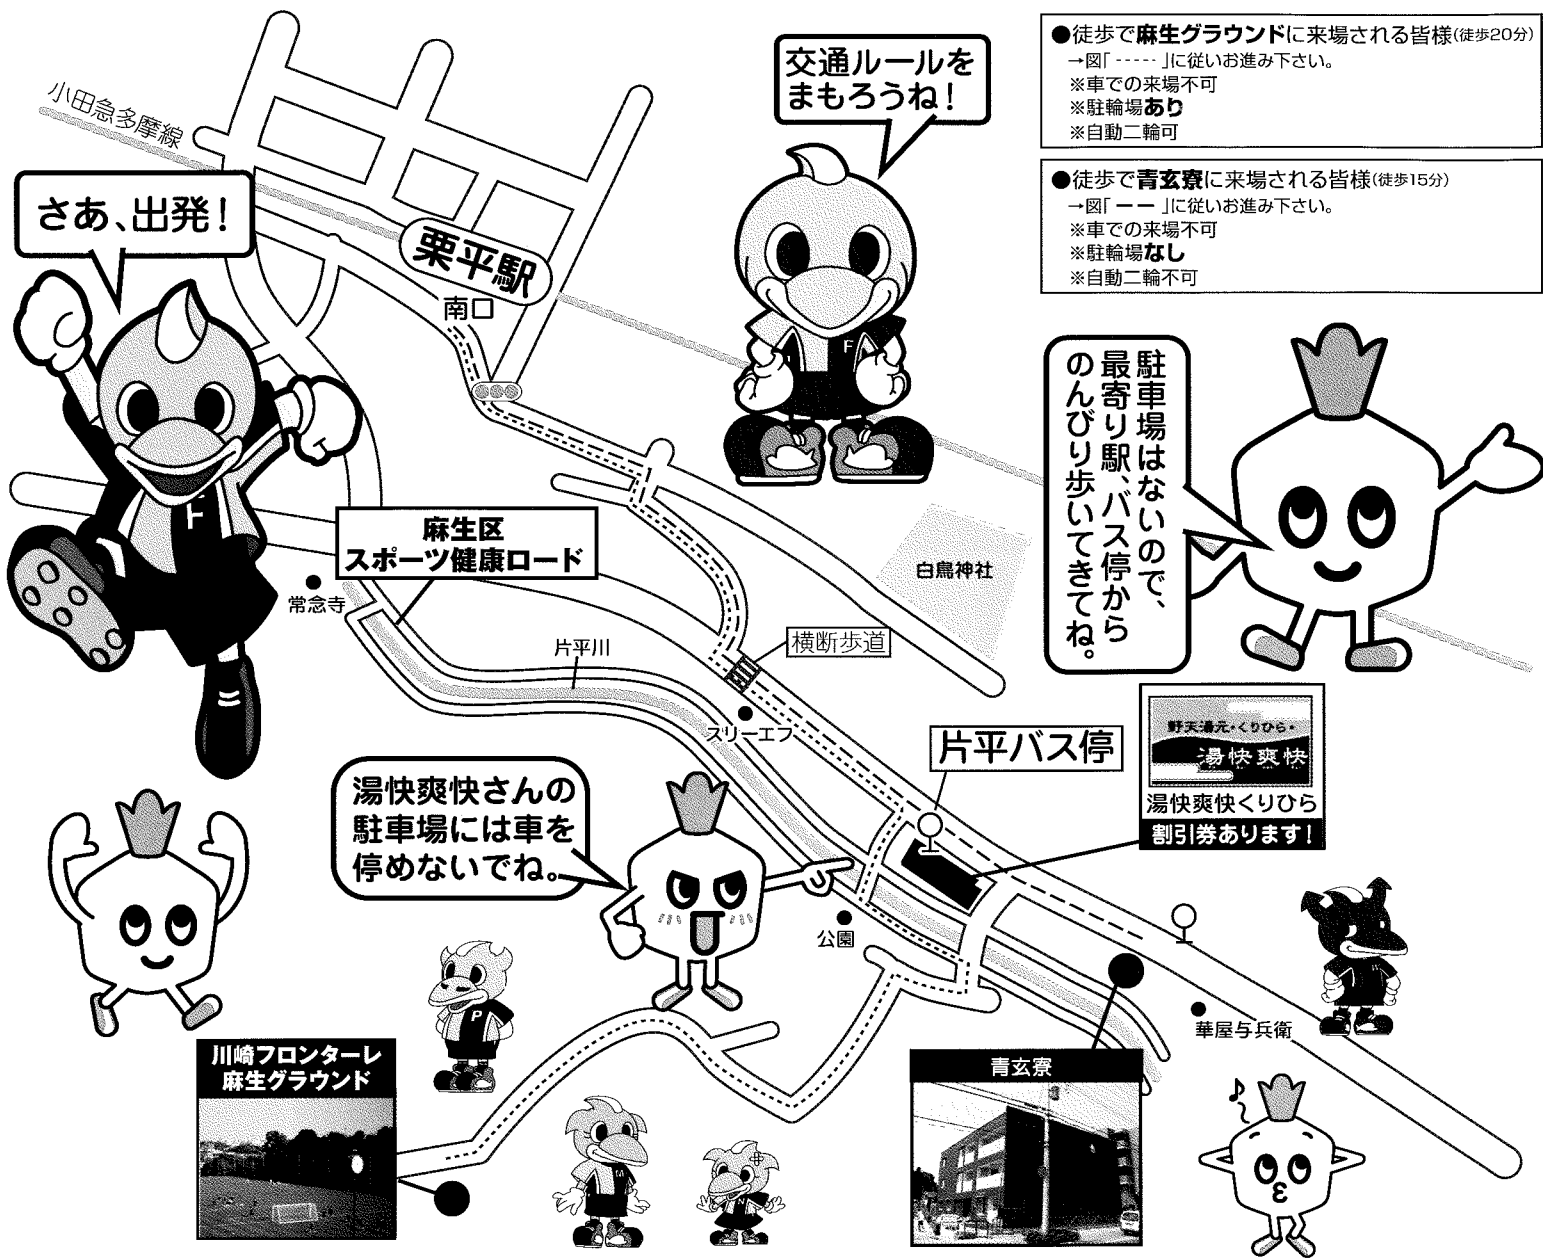 ●徒歩で麻生グラウンドに来場される皆様(徒歩20分)
→図「-----」に従いお進み下さい。
※車での来場不可
※駐輪場あり
※自動二輪可
●徒歩で青玄寮に来場される皆様(徒歩15分)
→図「ーー」に従いお進み下さい。
※車での来場不可
※駐輪場なし
※自動二輪不可
交通ルールを
まもろうね！
小田急多摩線
さあ、出発！
栗平駅
南口
駐車場はないので、
最寄り駅、バス停から
のんびり歩いてきてね。
麻生区
スポーツ健康ロード
常念寺
白鳥神社
片平川
横断歩道
スリーエフ
片平バス停
野天湯元・くりひら・
湯快爽快
湯快爽快くりひら
割引券あります！
湯快爽快さんの
駐車場には車を
停めないでね。
公園
華屋与兵衛
川崎フロンターレ
麻生グラウンド
青玄寮
F
F
P
M
N
♪